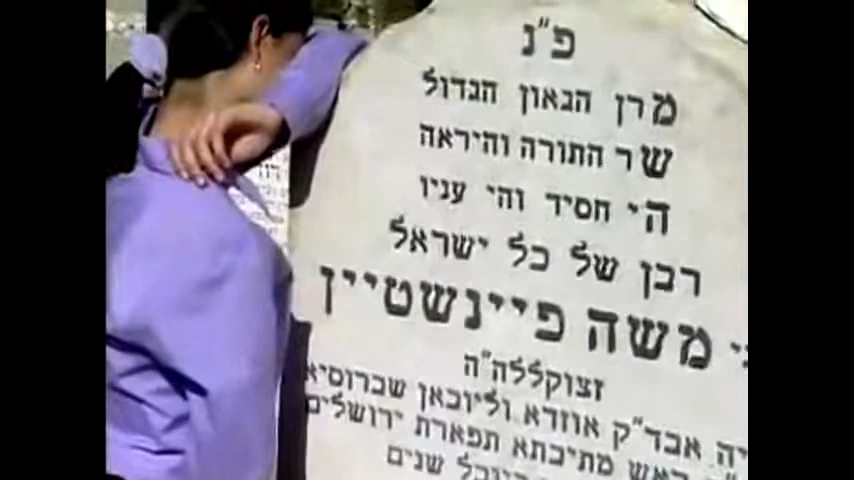 פ״נ
מרן הגאון הגדול
שר התורה והיראה
הי חסיד והי עניו
רבן של כל ישראל
משה פיינשטיין
זצוקללה״ה
אבד״ק אוזדא וליובאן שברוסיא
ראש מתיבתא תפארת ירושלים
שנים